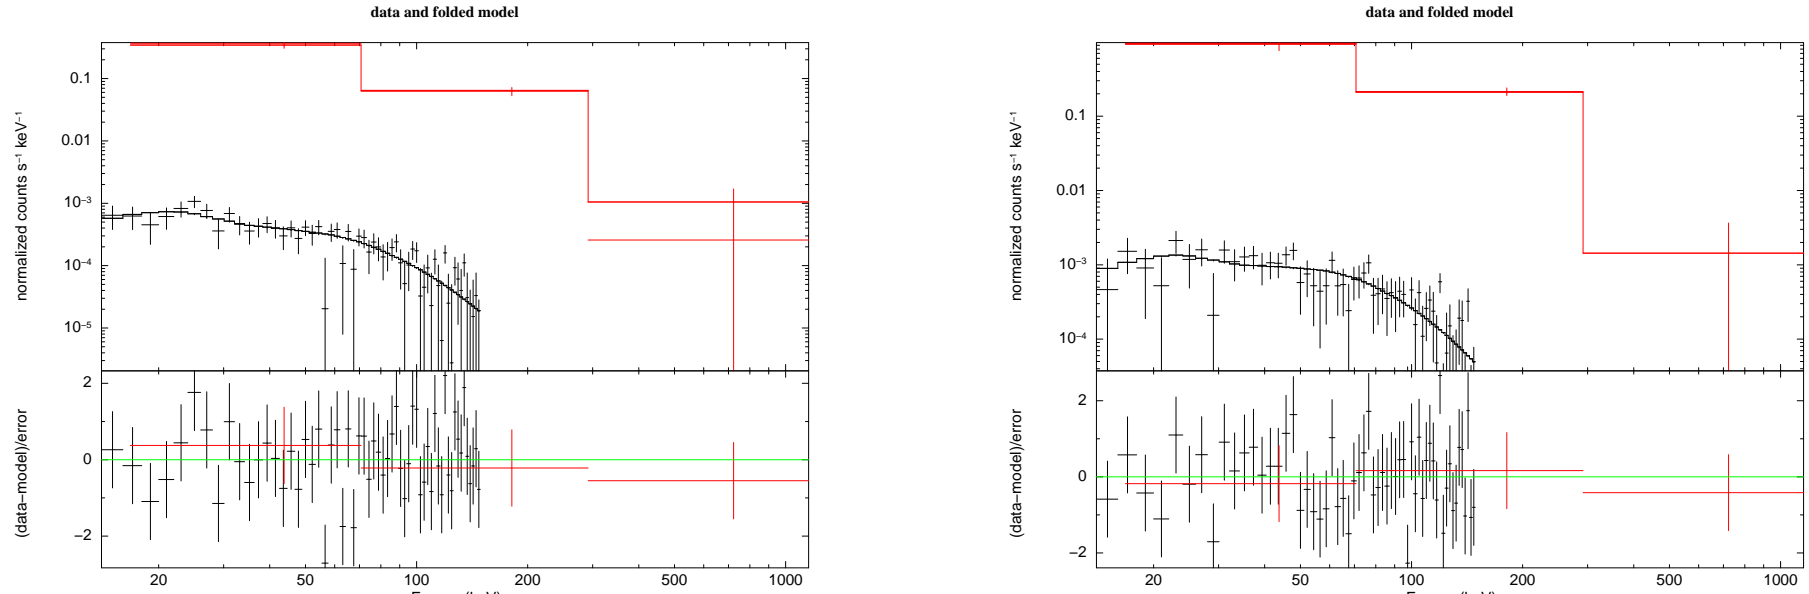 data and folded model
normalized counts s⁻¹ keV⁻¹
0.1
0.01
10⁻³
10⁻⁴
10⁻⁵
(data−model)/error
2
0
−2
20 50 100 200 500 1000
data and folded model
normalized counts s⁻¹ keV⁻¹
0.1
0.01
10⁻³
10⁻⁴
(data−model)/error
2
0
−2
20 50 100 200 500 1000